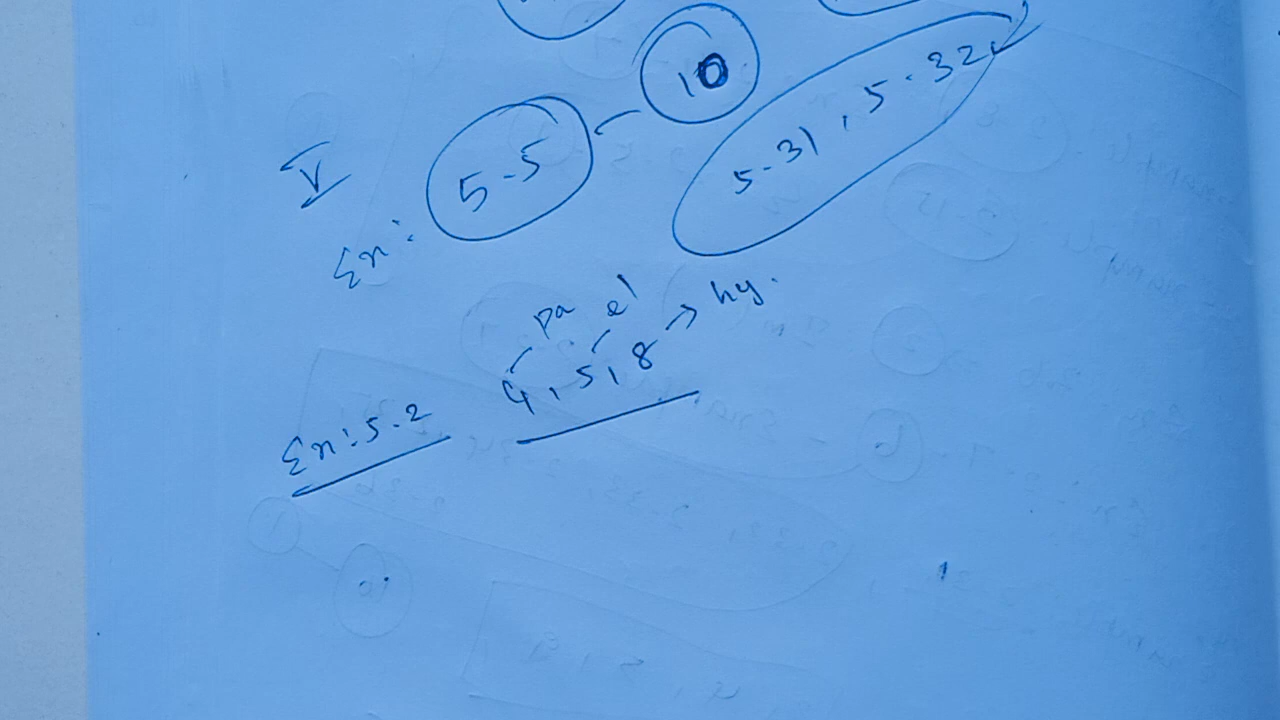 V
Ex: 5.5 - 10
5.31, 5.32
pa el
Ex: 5.2 4, 5, 8 → hy.